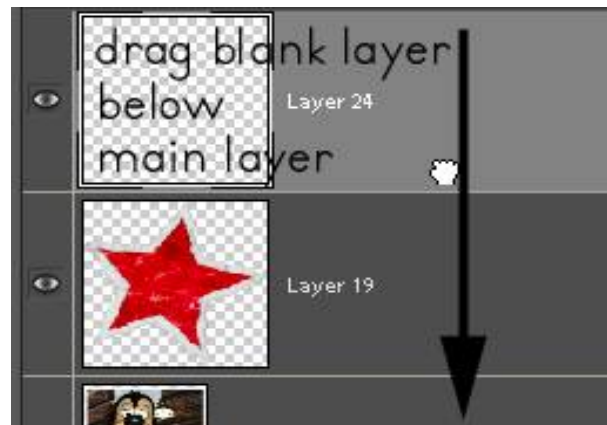 drag blank layer
below
Layer 24
main layer
Layer 19